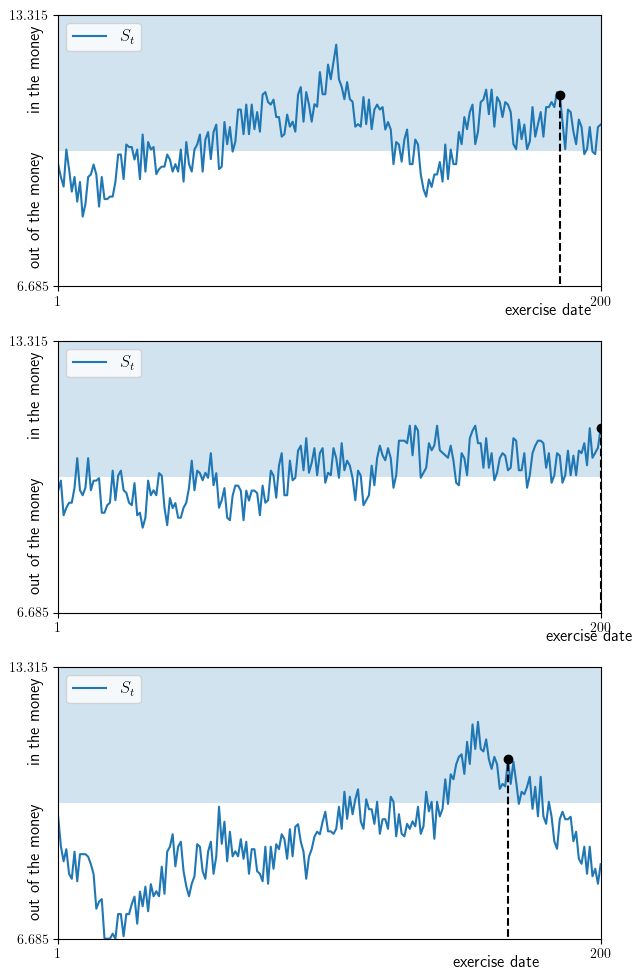 13.315
in the money
out of the money
S_t
6.685
1
200
exercise date
13.315
in the money
out of the money
S_t
6.685
1
200
exercise date
13.315
in the money
out of the money
S_t
6.685
1
200
exercise date